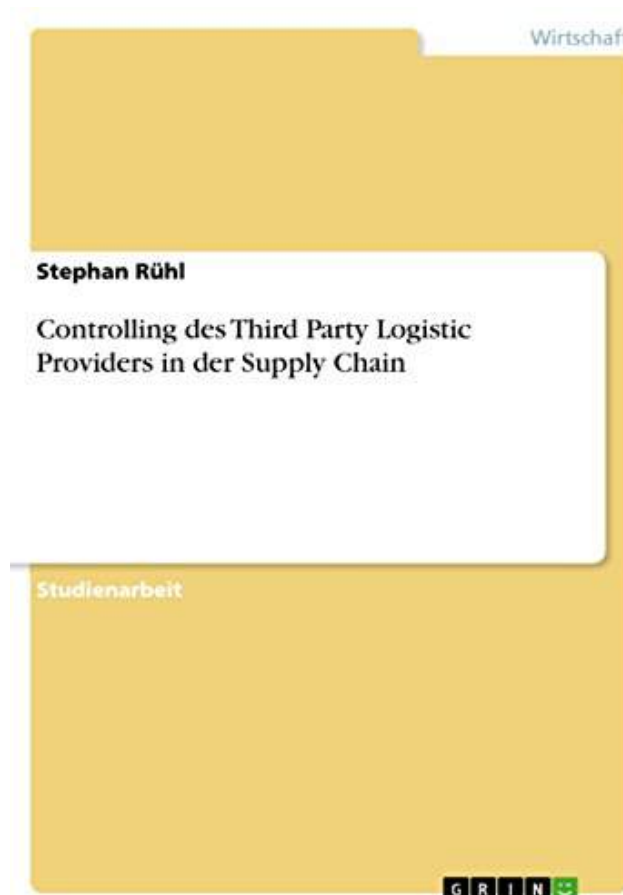 Wirtschaf
Stephan Rühl
Controlling des Third Party Logistic
Providers in der Supply Chain
Studienarbeit
GRIN